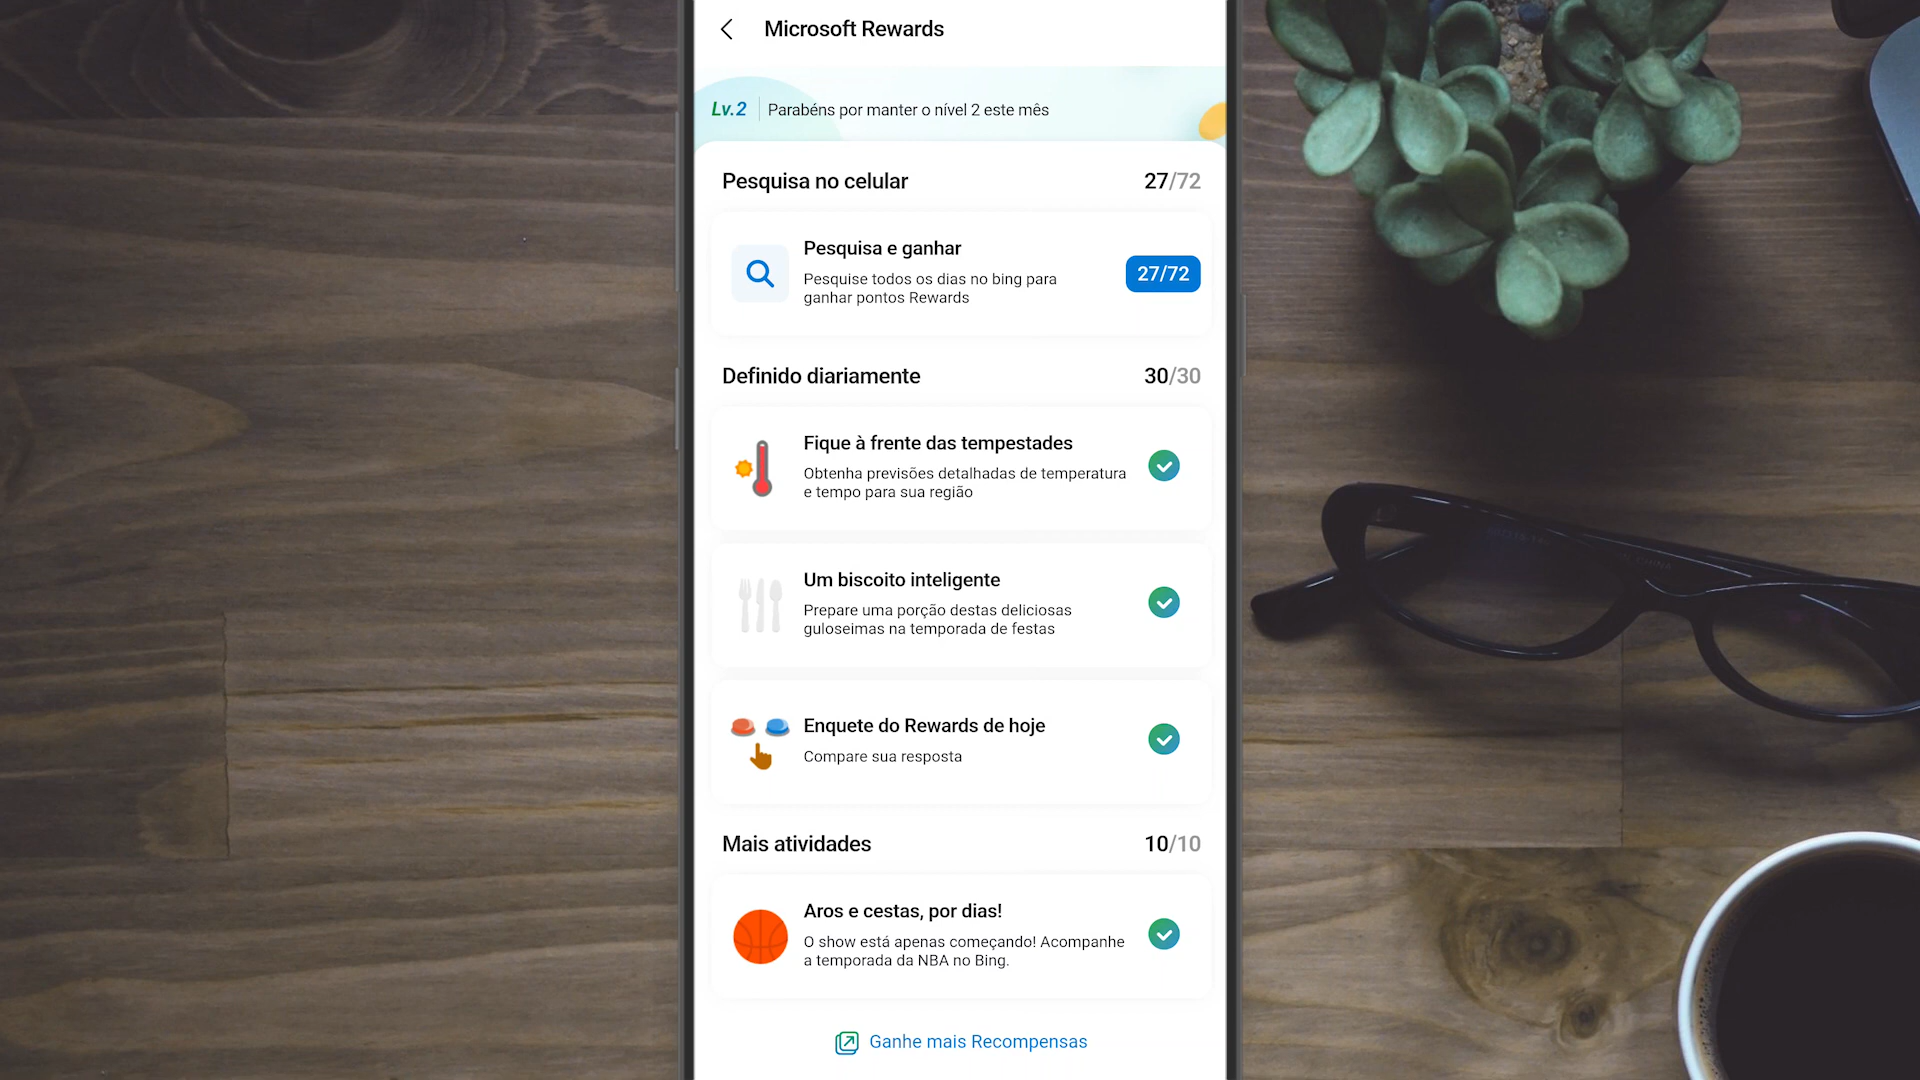 Microsoft Rewards
Lv.2 Parabéns por manter o nível 2 este mês
Pesquisa no celular 27/72
Pesquisa e ganhar
Pesquise todos os dias no bing para
ganhar pontos Rewards
27/72
Definido diariamente 30/30
Fique à frente das tempestades
Obtenha previsões detalhadas de temperatura
e tempo para sua região
Um biscoito inteligente
Prepare uma porção destas deliciosas
guloseimas na temporada de festas
Enquete do Rewards de hoje
Compare sua resposta
Mais atividades 10/10
Aros e cestas, por dias!
O show está apenas começando! Acompanhe
a temporada da NBA no Bing.
Ganhe mais Recompensas